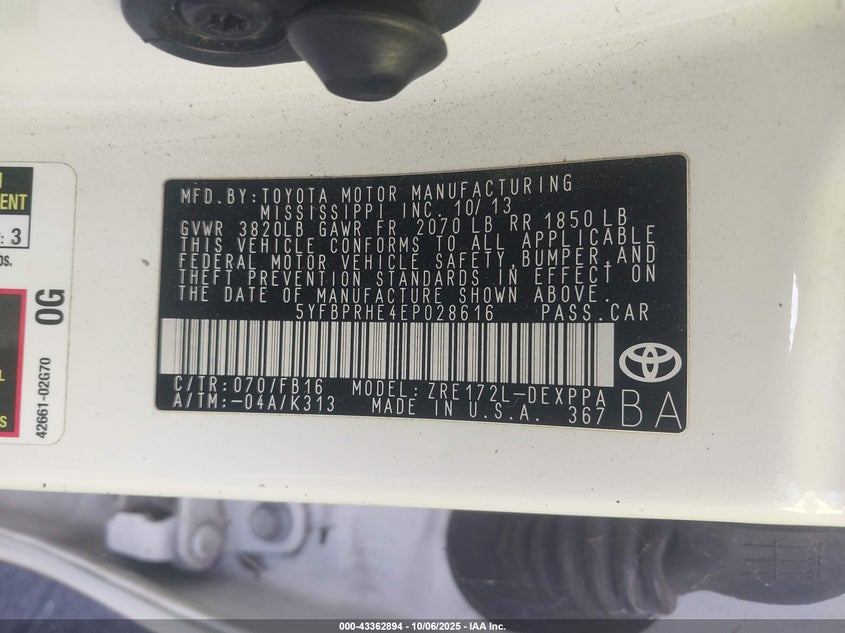 MFD. BY: TOYOTA MOTOR MANUFACTURING
MISSISSIPPI INC. 10/13
GVWR 3820LB GAWR FR 2070 LB RR 1850 LB
THIS VEHICLE CONFORMS TO ALL APPLICABLE
FEDERAL MOTOR VEHICLE SAFETY, BUMPER, AND
THEFT PREVENTION STANDARDS IN EFFECT ON
THE DATE OF MANUFACTURE SHOWN ABOVE.
5YFBPRHE4EP028616 PASS. CAR
C/TR: 070/FB16 MODEL: ZRE172L-DEXPPA
A/TM: -04A/K313 MADE IN U.S.A. 367
BA
: 3
OG
42661-02G70
000-43362894 - 10/06/2025 - IAA Inc.